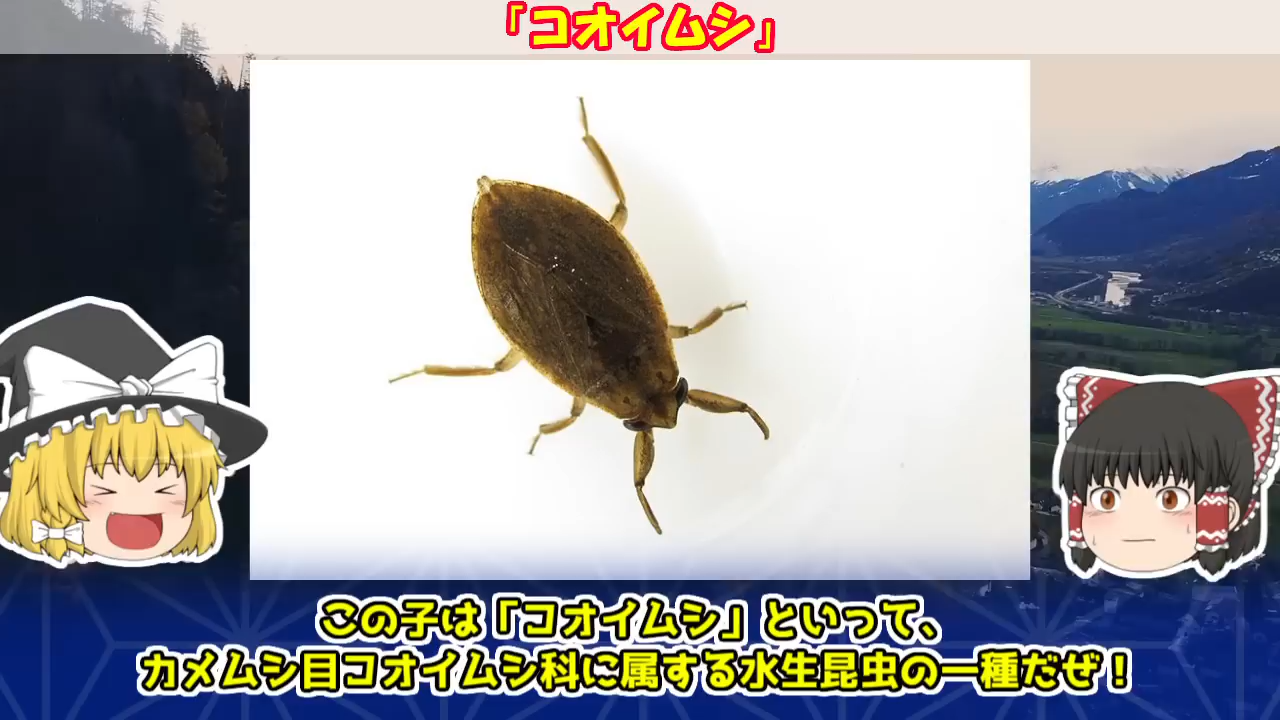 「コオイムシ」
この子は「コオイムシ」といって、
カメムシ目コオイムシ科に属する水生昆虫の一種だぜ！